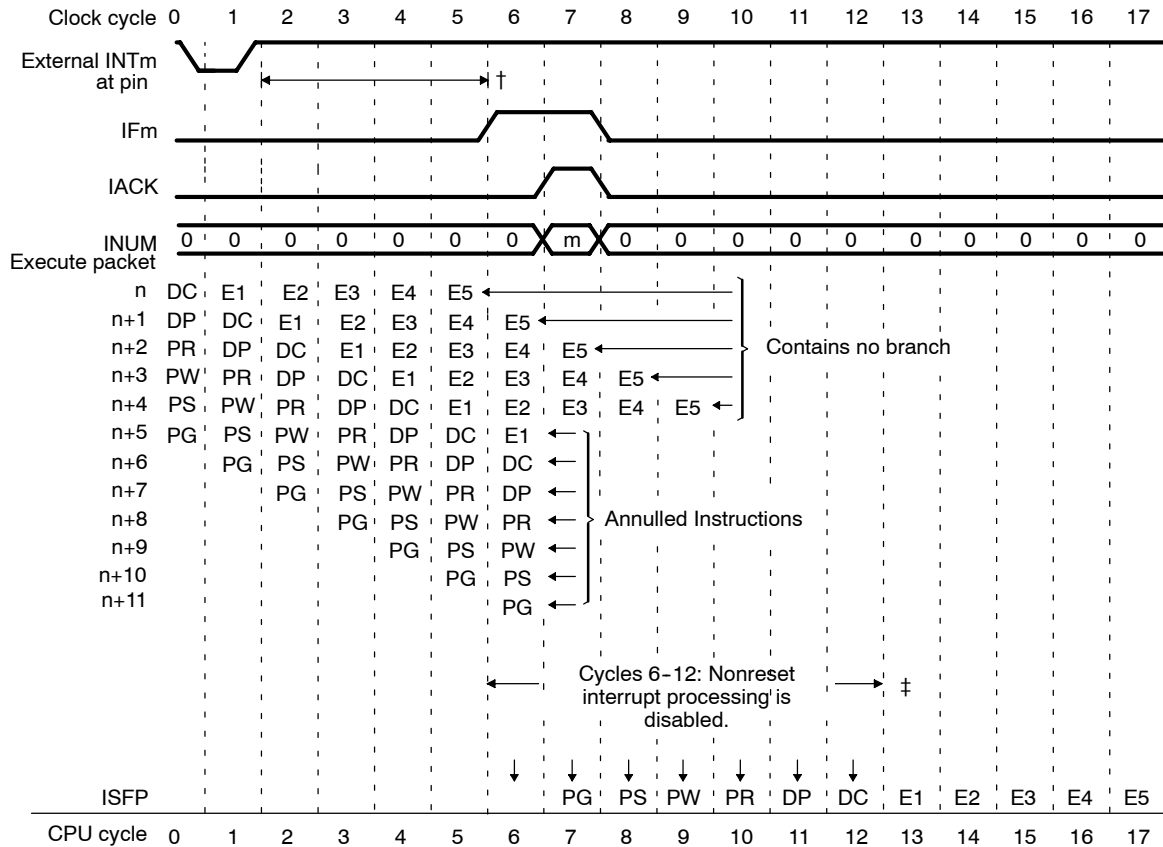 Clock cycle 0 1 2 3 4 5 6 7 8 9 10 11 12 13 14 15 16 17
External INTm
at pin
†
IFm
IACK
INUM 0 0 0 0 0 0 0 m 0 0 0 0 0 0 0 0 0 0
Execute packet
n DC E1 E2 E3 E4 E5
n+1 DP DC E1 E2 E3 E4 E5
n+2 PR DP DC E1 E2 E3 E4 E5 Contains no branch
n+3 PW PR DP DC E1 E2 E3 E4 E5
n+4 PS PW PR DP DC E1 E2 E3 E4 E5
n+5 PG PS PW PR DP DC E1
n+6 PG PS PW PR DP DC
n+7 PG PS PW PR DP
n+8 PG PS PW PR Annulled Instructions
n+9 PG PS PW
n+10 PG PS
n+11 PG
Cycles 6-12: Nonreset
interrupt processing is
disabled.
‡
ISFP PG PS PW PR DP DC E1 E2 E3 E4 E5
CPU cycle 0 1 2 3 4 5 6 7 8 9 10 11 12 13 14 15 16 17